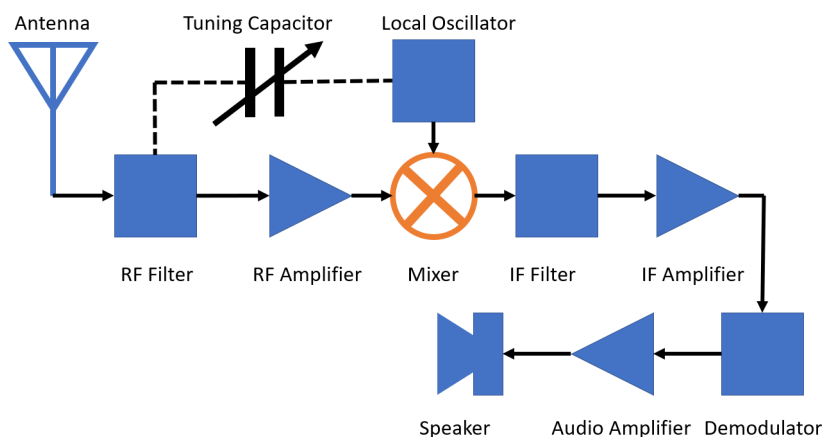 Antenna
Tuning Capacitor
Local Oscillator
RF Filter
RF Amplifier
Mixer
IF Filter
IF Amplifier
Speaker
Audio Amplifier
Demodulator